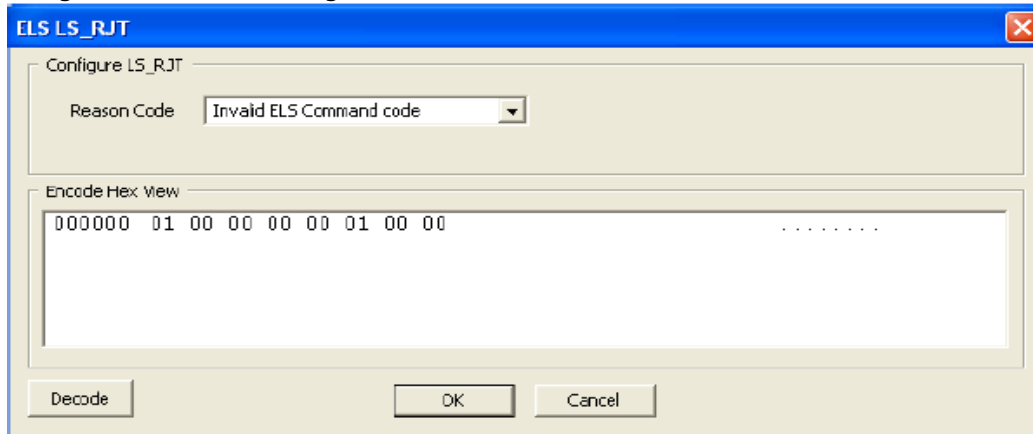 ELS LS_RJT
Configure LS_RJT
Reason Code Invalid ELS Command code
Encode Hex View
000000 01 00 00 00 00 01 00 00 ........
Decode OK Cancel